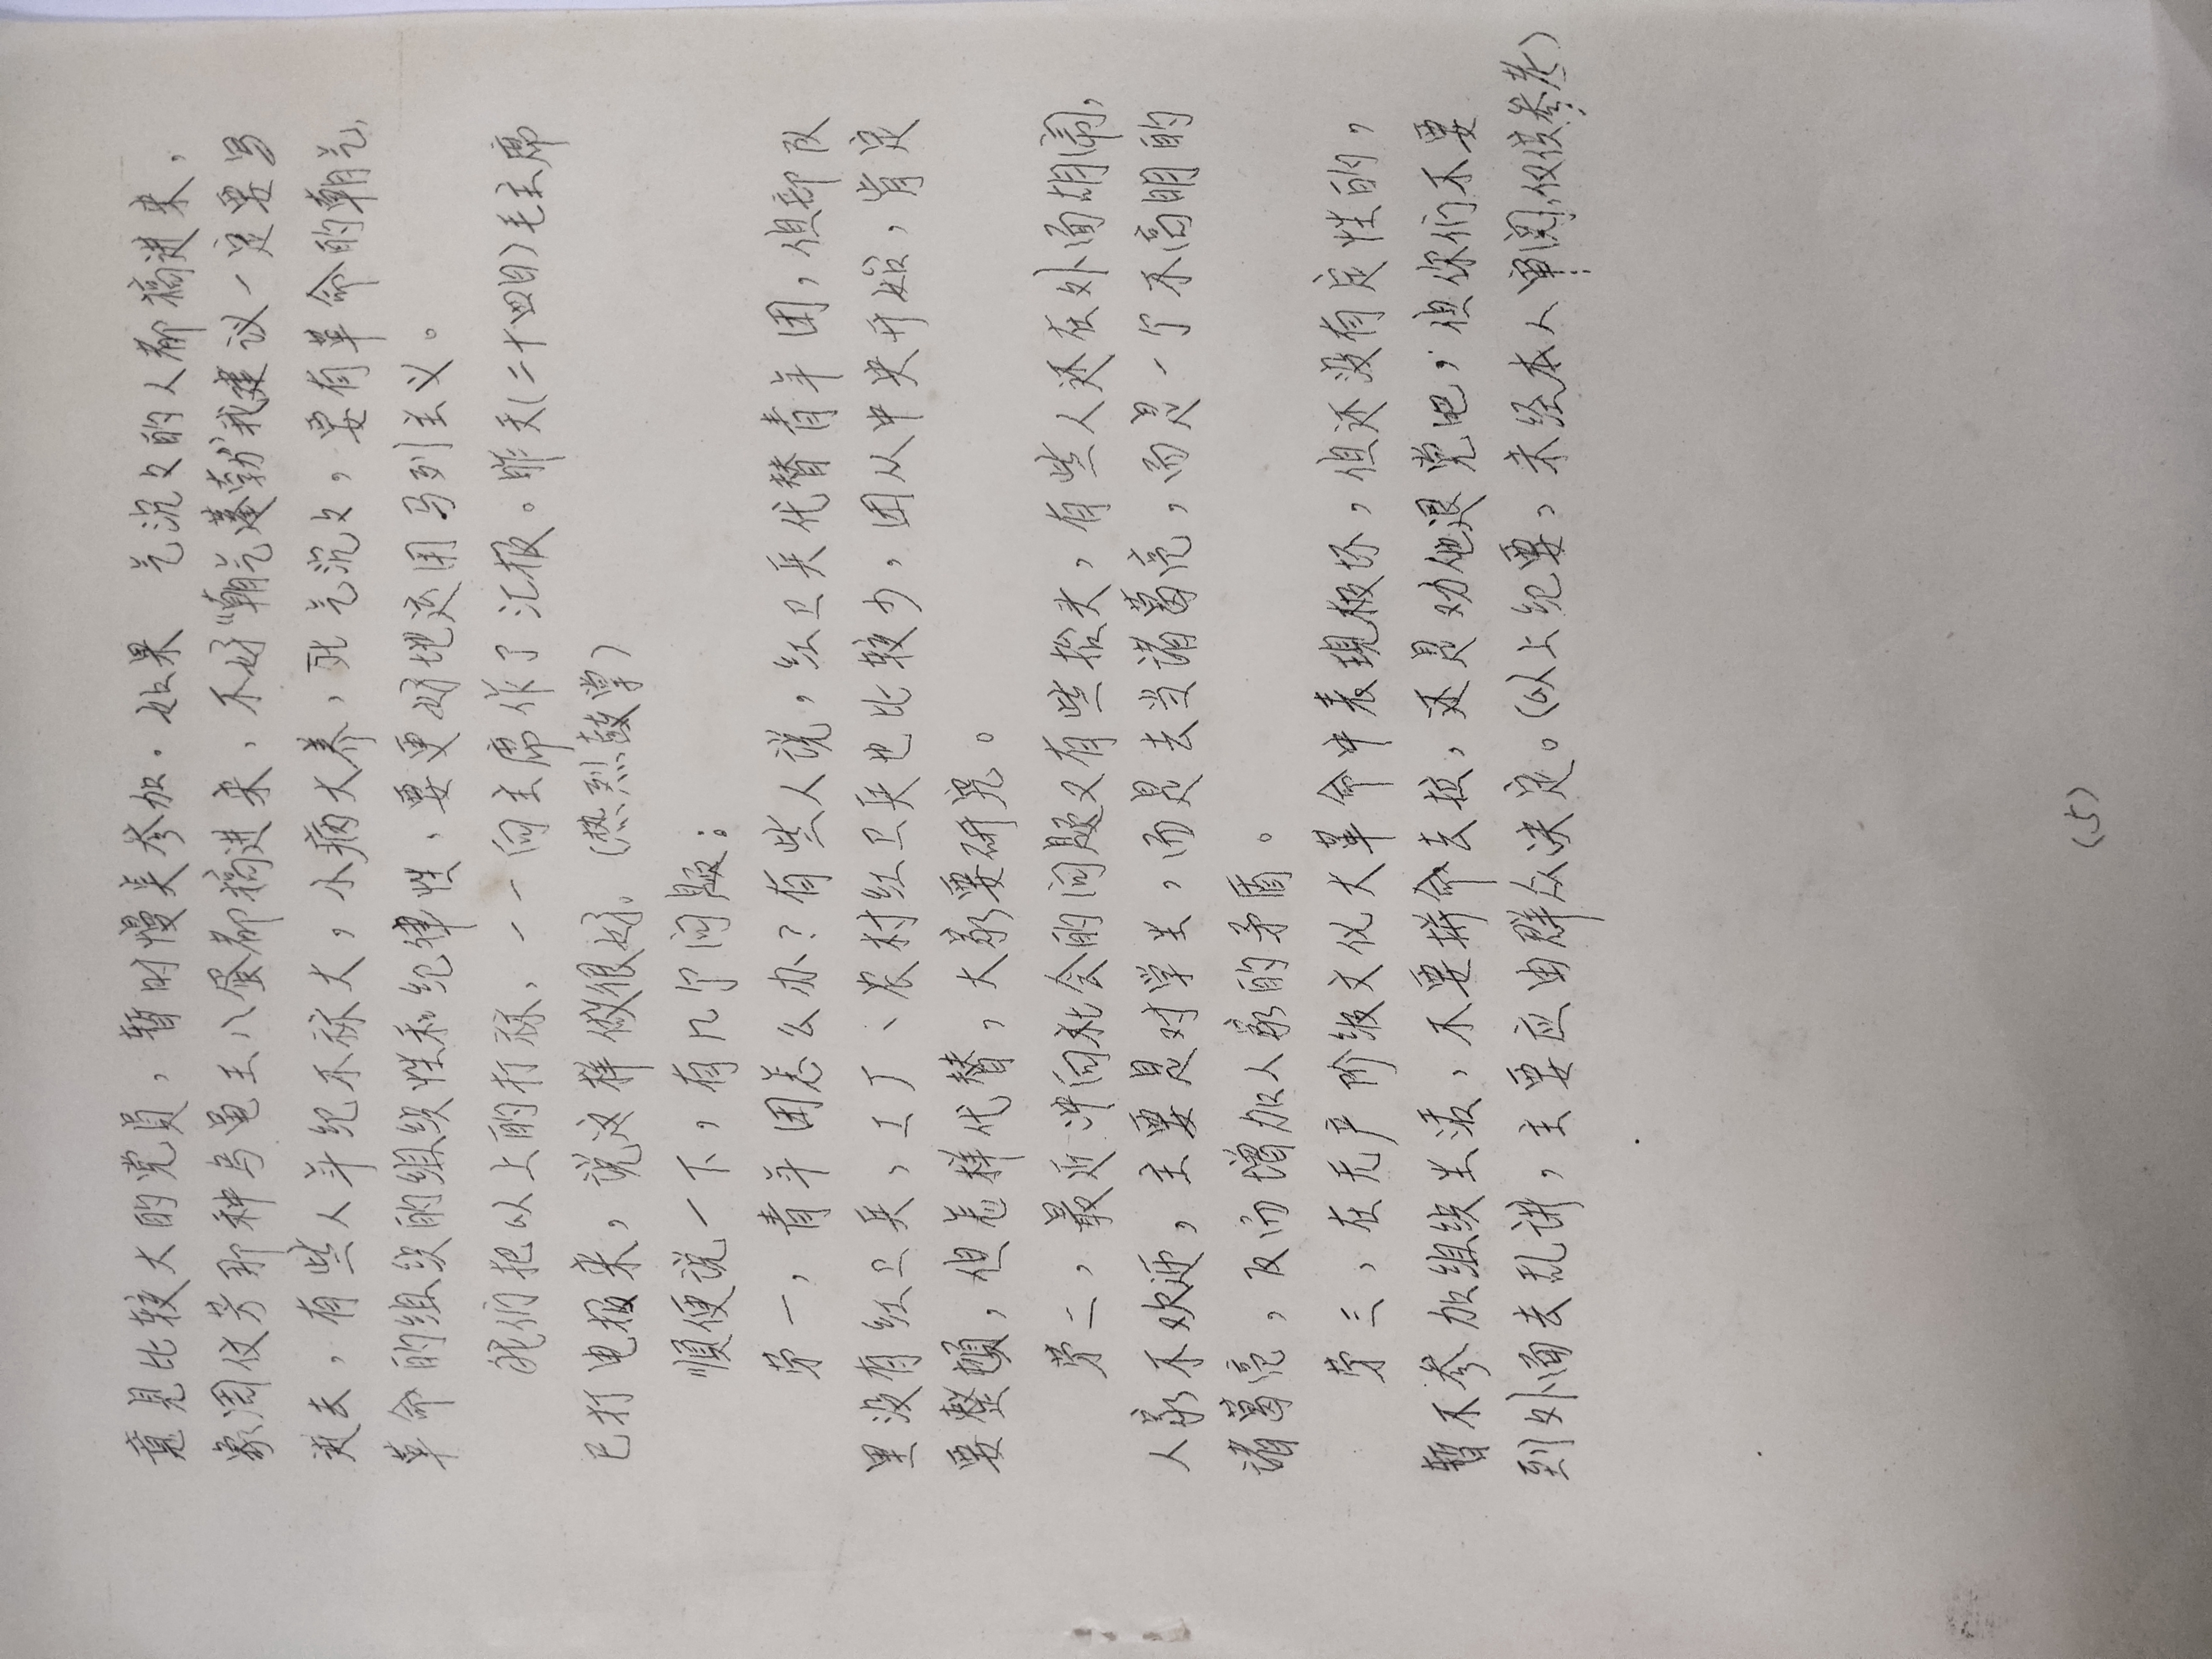 意见比较大的党员，暂时慢点参加。如果　乞沉々的人都搞进来，
象周仪芳那种乌龟王八蛋都搞进来，不好“朝气蓬勃”我建议一定要写
进去，有些人年纪不祘大，小病大养，死气沉々，要有革命的朝气，
革命的组织的组织性和纪律性，要更好地运用马列主义。
我们把以上的打祘，一一向主席作了汇报。昨天(二十四日)毛主席
已打电报来，说这样做很好。(热烈鼓掌)
顺便说一下，有几个问题：
第一，青年团怎么办？有些人说，红卫兵代替青年团，但部队
里没有红卫兵，工厂、农村红卫兵也比较少，团从中央开始，肯定
要整顿，但怎样代替，大家要研究。
第二，最近冲向社会的问题又有些抬头，有些人还在外面胡闹，
人家不欢迎，主要是对学生，而是去当诸葛亮，而是一个不高明的
诸葛亮，反而增加人家的矛盾。
第三，在无产阶级文化大革命中表现极坏，但还没有定性的，
暂不参加组织生活，不要拼命去拉，还是劝他退党吧，但你们不要
到外面去乱讲，主要应由群众决定。(以上纪要，未经本人审阅，仅供参考)
(5)